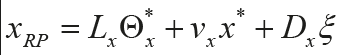 x_{RP} = L_x Θ_x^* + v_x x^* + D_x ξ